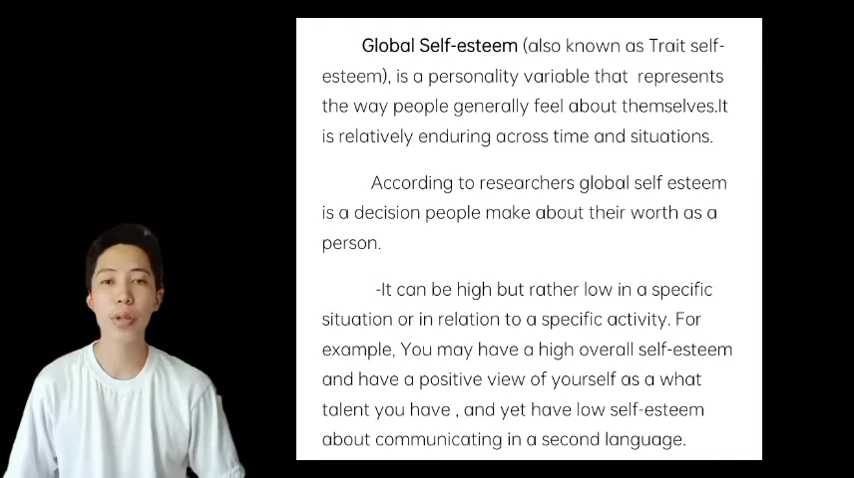 Global Self-esteem (also known as Trait self-
esteem), is a personality variable that represents
the way people generally feel about themselves.It
is relatively enduring across time and situations.
According to researchers global self esteem
is a decision people make about their worth as a
person.
-It can be high but rather low in a specific
situation or in relation to a specific activity. For
example, You may have a high overall self-esteem
and have a positive view of yourself as a what
talent you have , and yet have low self-esteem
about communicating in a second language.